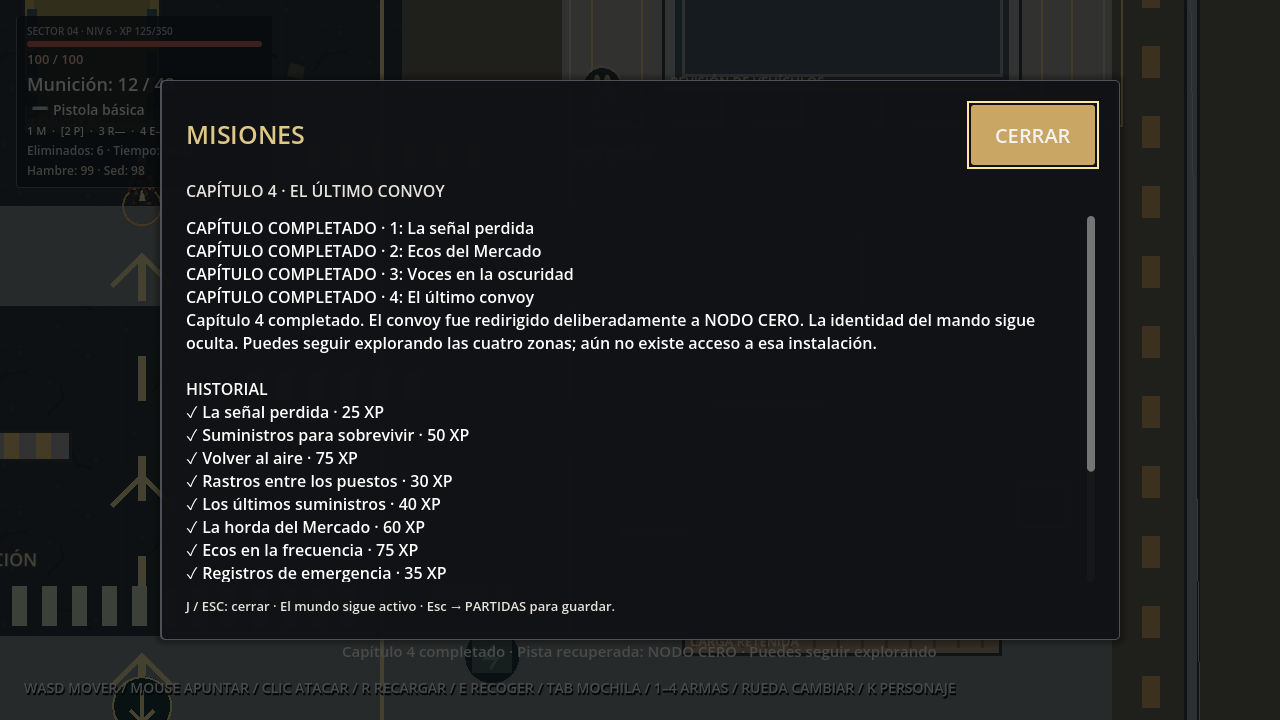 SECTOR 04 · NIV 6 · XP 125/350
100 / 100
Munición: 12 / 48
Pistola básica
1 M · [2 P] · 3 R— · 4 E—
Eliminados: 6 · Tiempo:
Hambre: 99 · Sed: 98
REVISIÓN DE VEHÍCULOS
MISIONES
CERRAR
CAPÍTULO 4 · EL ÚLTIMO CONVOY
CAPÍTULO COMPLETADO · 1: La señal perdida
CAPÍTULO COMPLETADO · 2: Ecos del Mercado
CAPÍTULO COMPLETADO · 3: Voces en la oscuridad
CAPÍTULO COMPLETADO · 4: El último convoy
Capítulo 4 completado. El convoy fue redirigido deliberadamente a NODO CERO. La identidad del mando sigue
oculta. Puedes seguir explorando las cuatro zonas; aún no existe acceso a esa instalación.
HISTORIAL
✓ La señal perdida · 25 XP
✓ Suministros para sobrevivir · 50 XP
✓ Volver al aire · 75 XP
✓ Rastros entre los puestos · 30 XP
✓ Los últimos suministros · 40 XP
✓ La horda del Mercado · 60 XP
✓ Ecos en la frecuencia · 75 XP
✓ Registros de emergencia · 35 XP
J / ESC: cerrar · El mundo sigue activo · Esc → PARTIDAS para guardar.
CIÓN
CARGA RETENIDA
Capítulo 4 completado · Pista recuperada: NODO CERO · Puedes seguir explorando
WASD MOVER / MOUSE APUNTAR / CLIC ATACAR / R RECARGAR / E RECOGER / TAB MOCHILA / 1–4 ARMAS / RUEDA CAMBIAR / K PERSONAJE